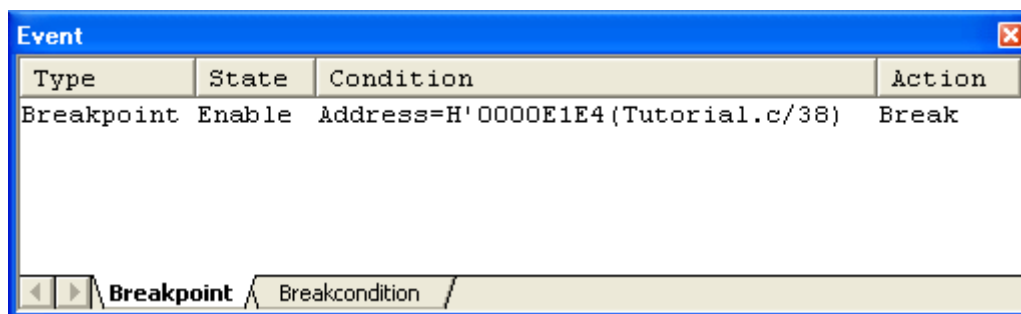 Event
Type State Condition Action
Breakpoint Enable Address=H'0000E1E4(Tutorial.c/38) Break
Breakpoint Breakcondition